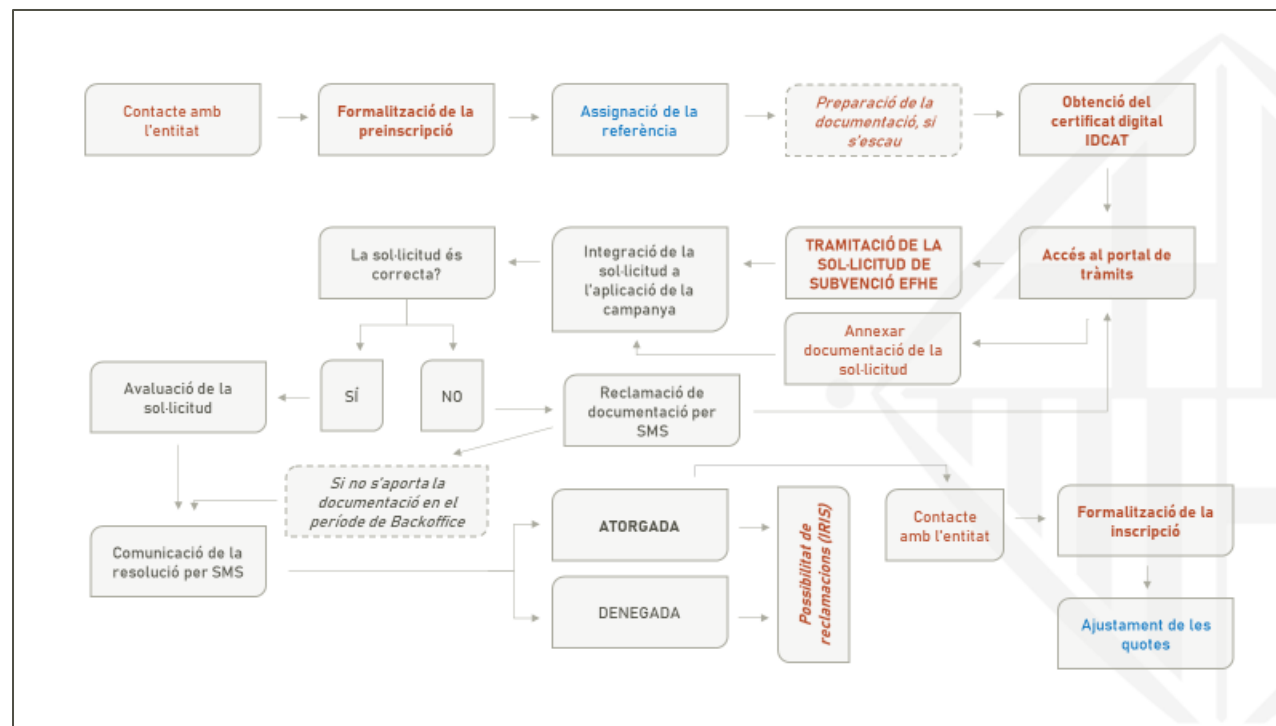 Contacte amb
l'entitat
Formalització de la
preinscripció
Assignació de la
referència
Preparació de la
documentació, si
s'escau
Obtenció del
certificat digital
IDCAT
La sol·licitud és
correcta?
Integració de la
sol·licitud a
l'aplicació de la
campanya
TRAMITACIÓ DE LA
SOL·LICITUD DE
SUBVENCIÓ EFHE
Accés al portal de
tràmits
Annexar
documentació de la
sol·licitud
Avaluació de la
sol·licitud
SÍ
NO
Reclamació de
documentació per
SMS
Si no s'aporta la
documentació en el
període de Backoffice
Comunicació de la
resolució per SMS
ATORGADA
DENEGADA
Possibilitat de
reclamacions (IRIS)
Contacte
amb l'entitat
Formalització de la
inscripció
Ajustament de les
quotes